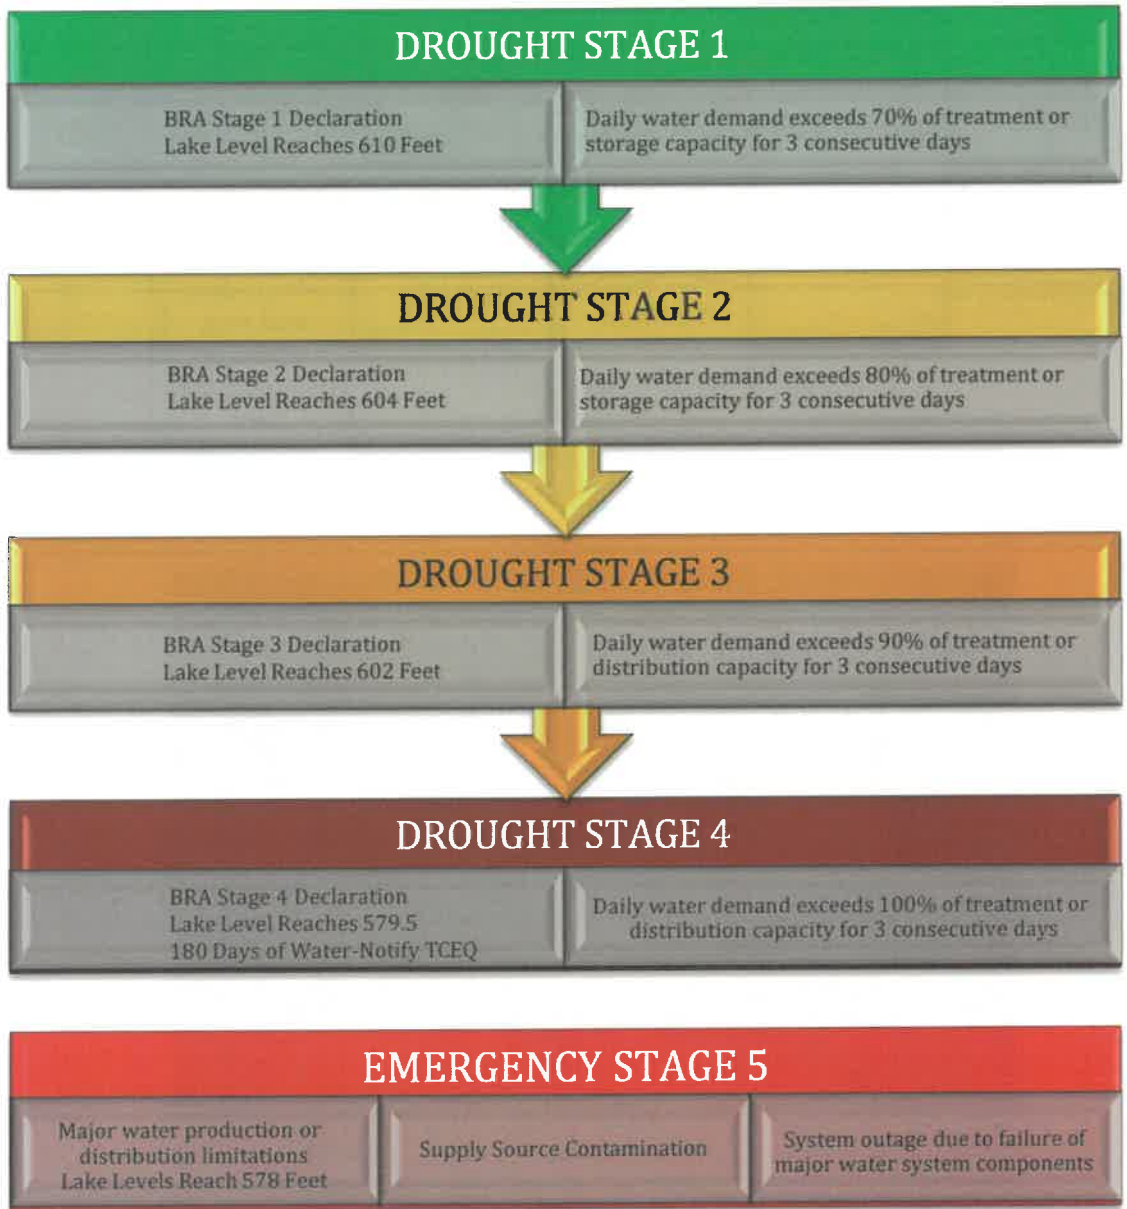 DROUGHT STAGE 1
BRA Stage 1 Declaration
Lake Level Reaches 610 Feet
Daily water demand exceeds 70% of treatment or
storage capacity for 3 consecutive days
DROUGHT STAGE 2
BRA Stage 2 Declaration
Lake Level Reaches 604 Feet
Daily water demand exceeds 80% of treatment or
storage capacity for 3 consecutive days
DROUGHT STAGE 3
BRA Stage 3 Declaration
Lake Level Reaches 602 Feet
Daily water demand exceeds 90% of treatment or
distribution capacity for 3 consecutive days
DROUGHT STAGE 4
BRA Stage 4 Declaration
Lake Level Reaches 579.5
180 Days of Water-Notify TCEQ
Daily water demand exceeds 100% of treatment or
distribution capacity for 3 consecutive days
EMERGENCY STAGE 5
Major water production or
distribution limitations
Lake Levels Reach 578 Feet
Supply Source Contamination
System outage due to failure of
major water system components